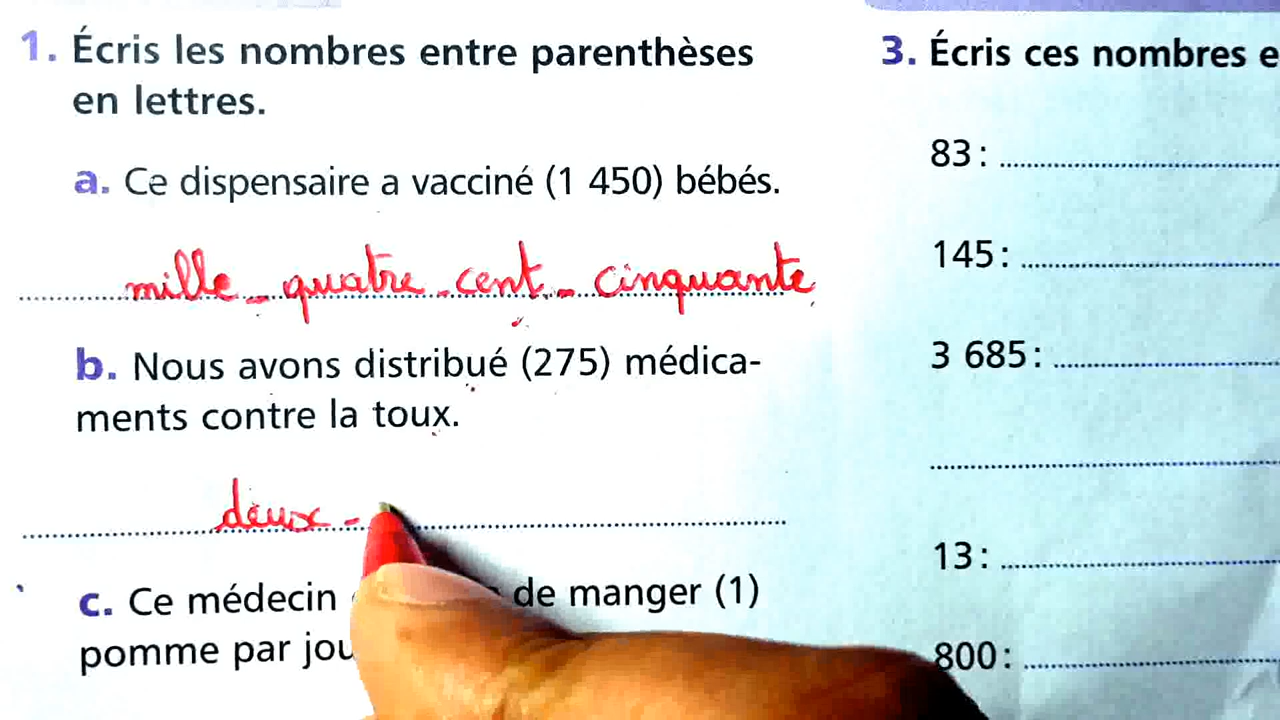 1. Écris les nombres entre parenthèses
en lettres.
a. Ce dispensaire a vacciné (1 450) bébés.
mille-quatre-cent-cinquante
b. Nous avons distribué (275) médica-
ments contre la toux.
deux-
c. Ce médecin de manger (1)
pomme par jou
3. Écris ces nombres e
83 :
145 :
3 685 :
13 :
800 :